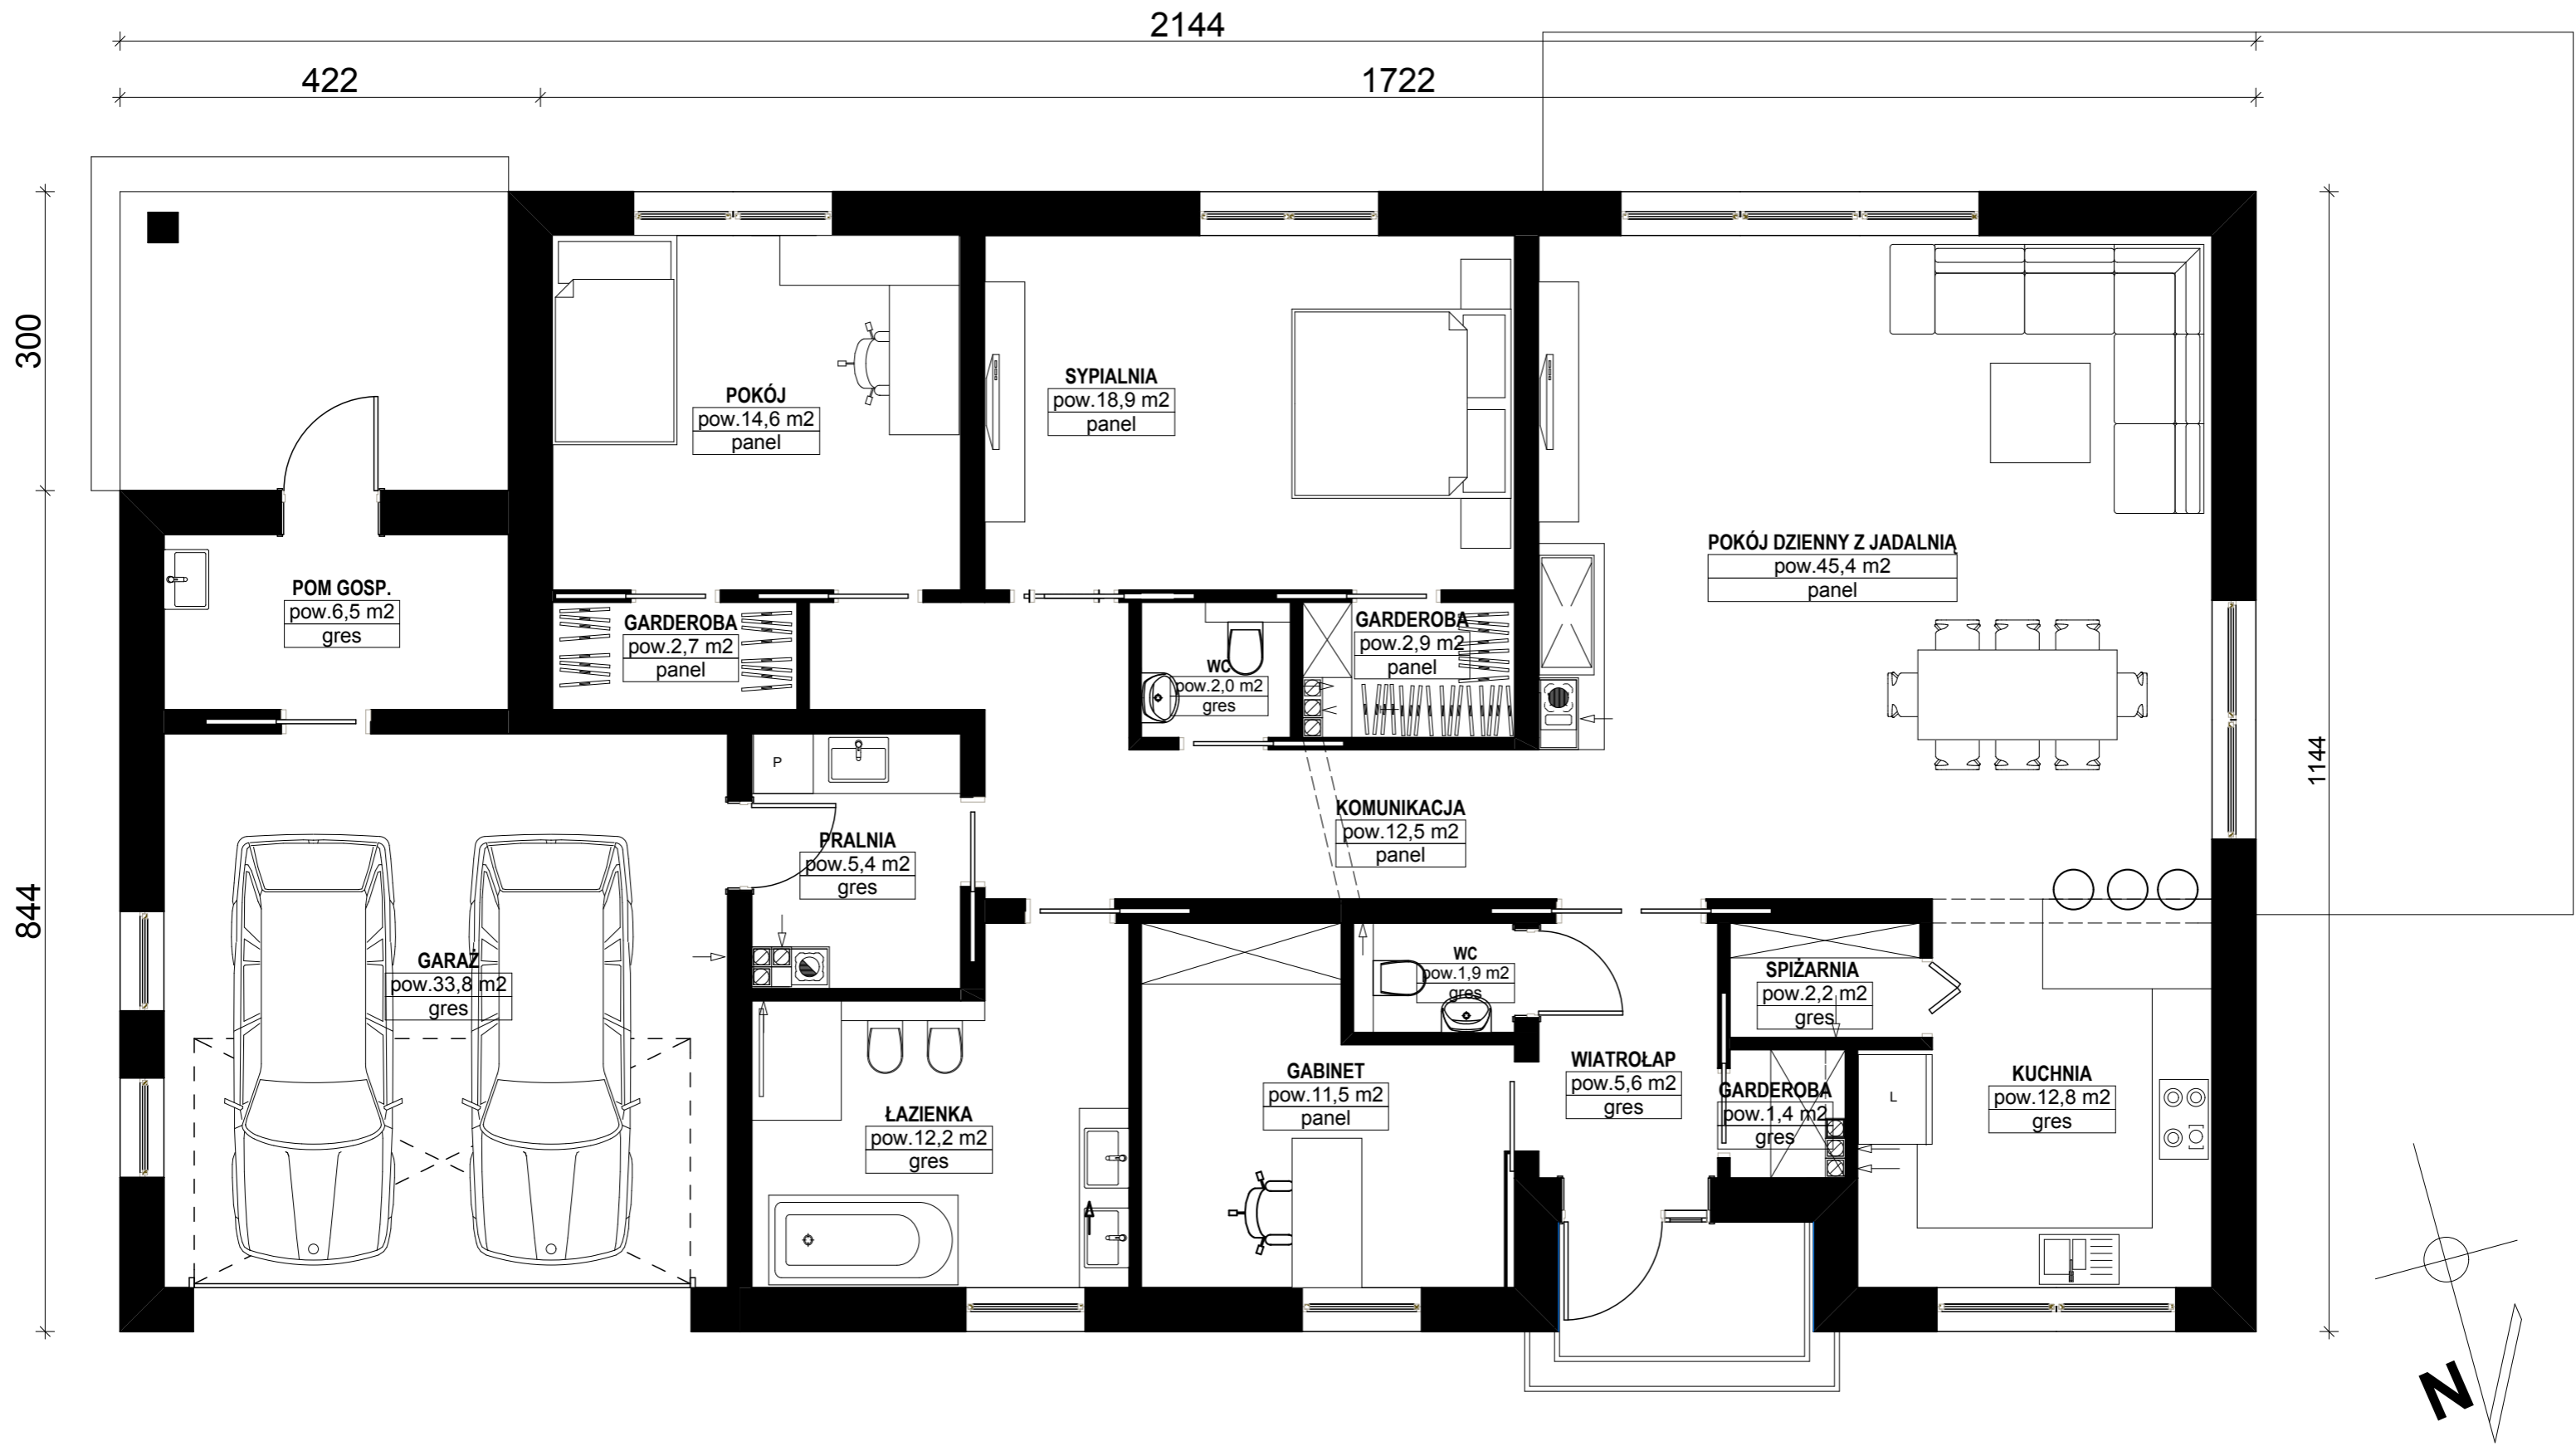 2144
422
1722
300
844
1144
POKÓJ
pow.14,6 m2
panel
SYPIALNIA
pow.18,9 m2
panel
POKÓJ DZIENNY Z JADALNIĄ
pow.45,4 m2
panel
POM GOSP.
pow.6,5 m2
gres
GARDEROBA
pow.2,7 m2
panel
WC
pow.2,0 m2
gres
GARDEROBA
pow.2,9 m2
panel
P
PRALNIA
pow.5,4 m2
gres
KOMUNIKACJA
pow.12,5 m2
panel
GARAŻ
pow.33,8 m2
gres
WC
pow.1,9 m2
gres
SPIŻARNIA
pow.2,2 m2
gres
ŁAZIENKA
pow.12,2 m2
gres
GABINET
pow.11,5 m2
panel
WIATROŁAP
pow.5,6 m2
gres
GARDEROBA
pow.1,4 m2
gres
L
KUCHNIA
pow.12,8 m2
gres
N